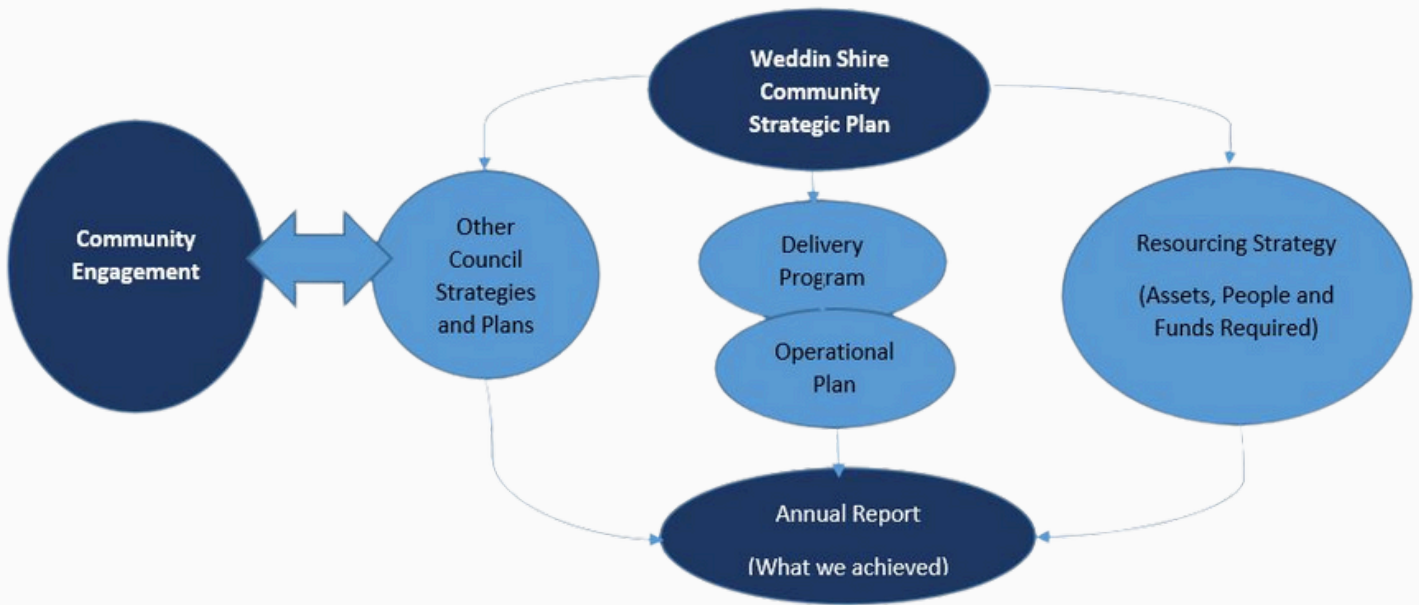 Weddin Shire
Community
Strategic Plan
Community
Engagement
Other
Council
Strategies
and Plans
Delivery
Program
Operational
Plan
Resourcing Strategy
(Assets, People and
Funds Required)
Annual Report
(What we achieved)